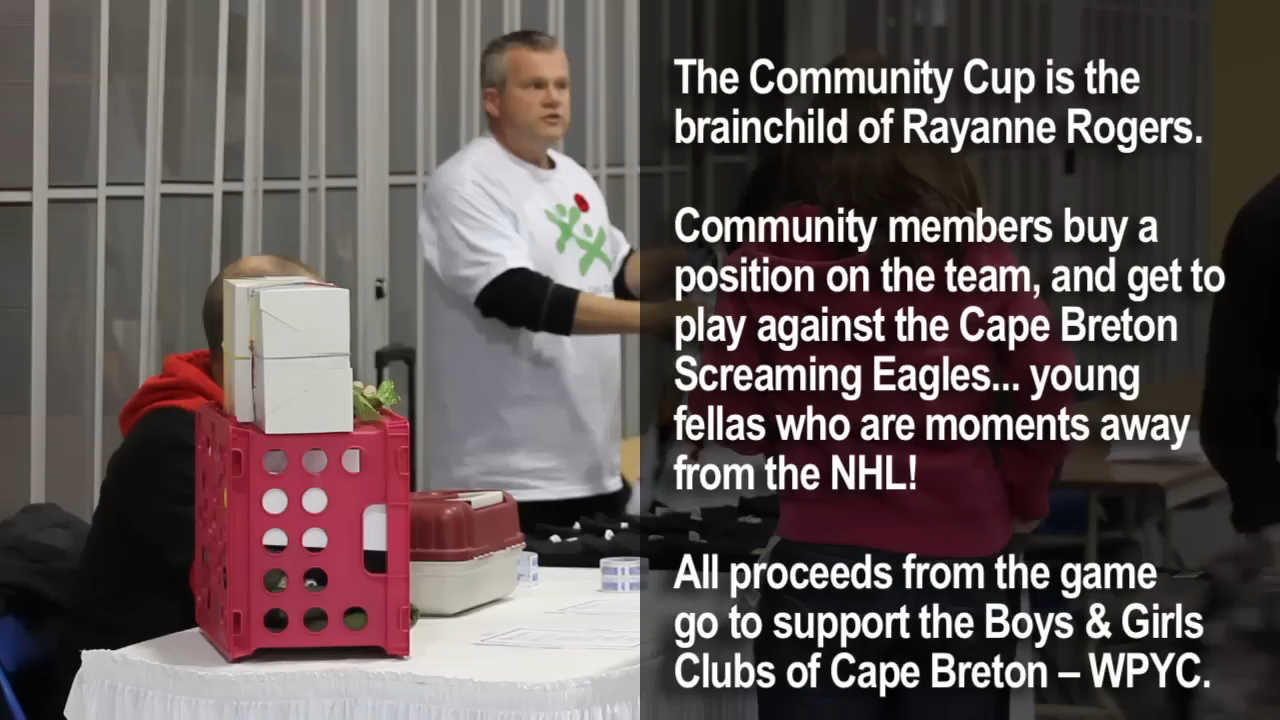 The Community Cup is the
brainchild of Rayanne Rogers.
Community members buy a
position on the team, and get to
play against the Cape Breton
Screaming Eagles... young
fellas who are moments away
from the NHL!
All proceeds from the game
go to support the Boys & Girls
Clubs of Cape Breton – WPYC.